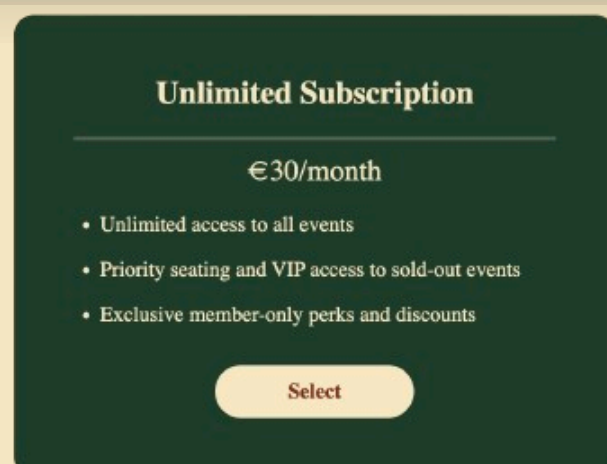 Unlimited Subscription
€30/month
• Unlimited access to all events
• Priority seating and VIP access to sold-out events
• Exclusive member-only perks and discounts
Select